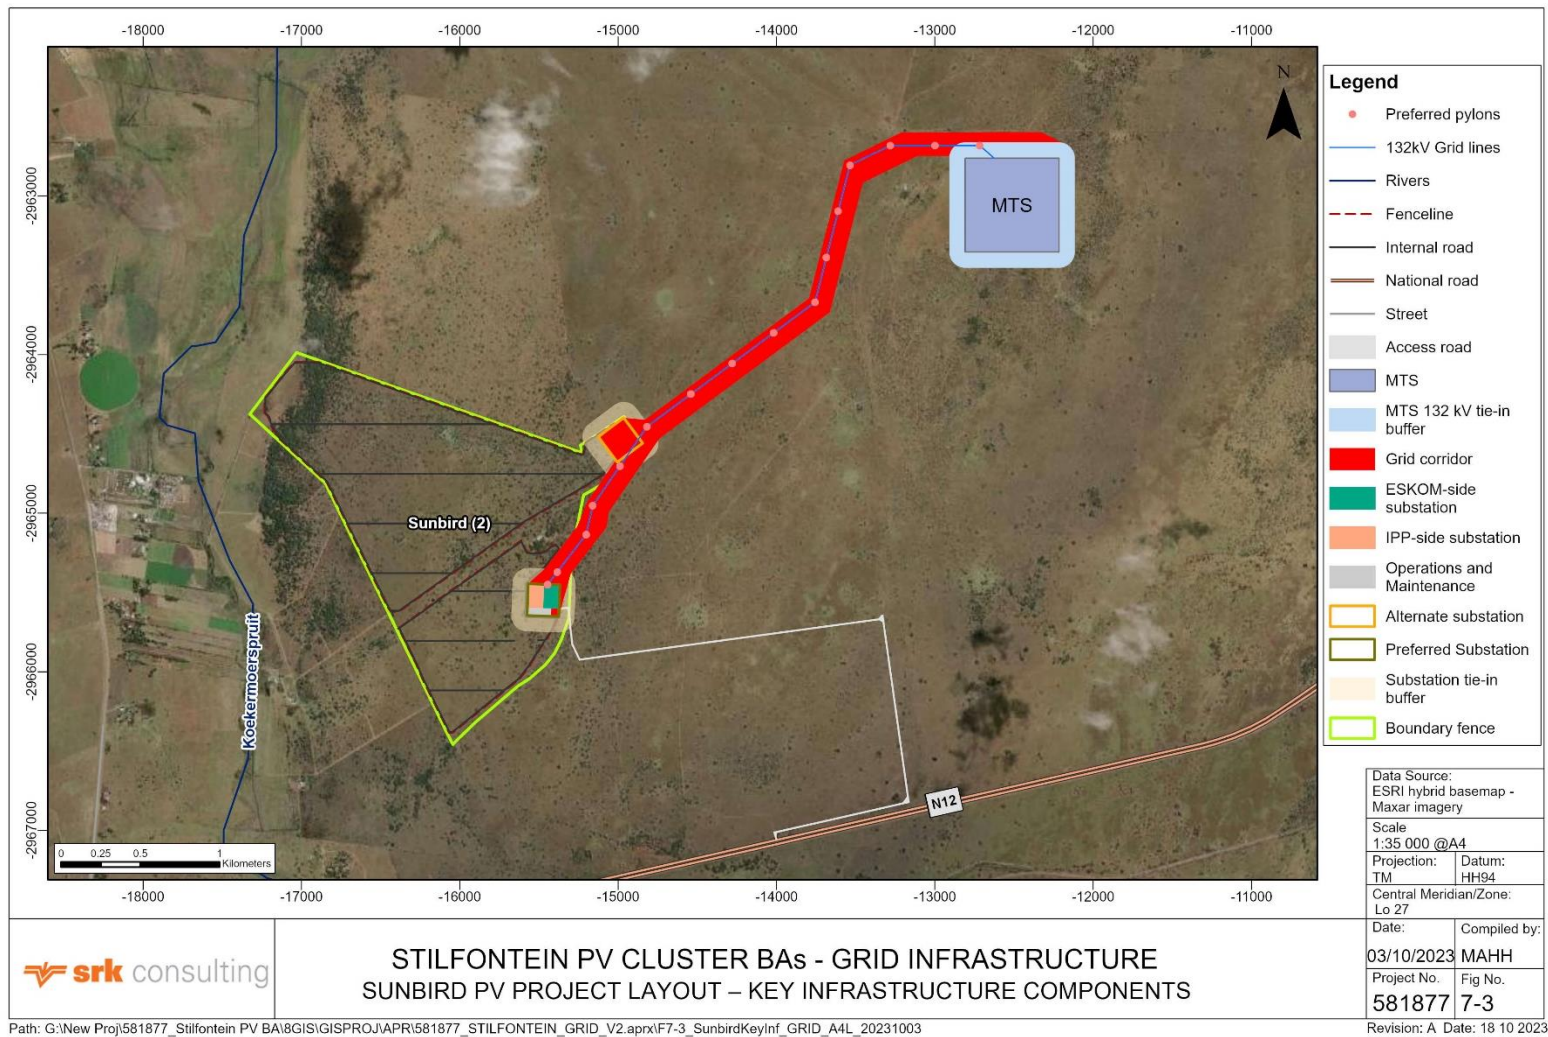 -18000 -17000 -16000 -15000 -14000 -13000 -12000 -11000
-2963000
-2964000
-2965000
-2966000
-2967000
N
MTS
Sunbird (2)
Koekermoerspruit
N12
0 0.25 0.5 1
Kilometers
-18000 -17000 -16000 -15000 -14000 -13000 -12000 -11000
Legend
Preferred pylons
132kV Grid lines
Rivers
Fenceline
Internal road
National road
Street
Access road
MTS
MTS 132 kV tie-in
buffer
Grid corridor
ESKOM-side
substation
IPP-side substation
Operations and
Maintenance
Alternate substation
Preferred Substation
Substation tie-in
buffer
Boundary fence
Data Source:
ESRI hybrid basemap -
Maxar imagery
Scale
1:35 000 @A4
Projection: Datum:
TM HH94
Central Meridian/Zone:
Lo 27
Date: Compiled by:
03/10/2023 MAHH
Project No. Fig No.
581877 7-3
srk consulting
STILFONTEIN PV CLUSTER BAs - GRID INFRASTRUCTURE
SUNBIRD PV PROJECT LAYOUT – KEY INFRASTRUCTURE COMPONENTS
Path: G:\New Proj\581877_Stilfontein PV BA\8GIS\GISPROJ\APR\581877_STILFONTEIN_GRID_V2.aprx\F7-3_SunbirdKeyInf_GRID_A4L_20231003
Revision: A Date: 18 10 2023